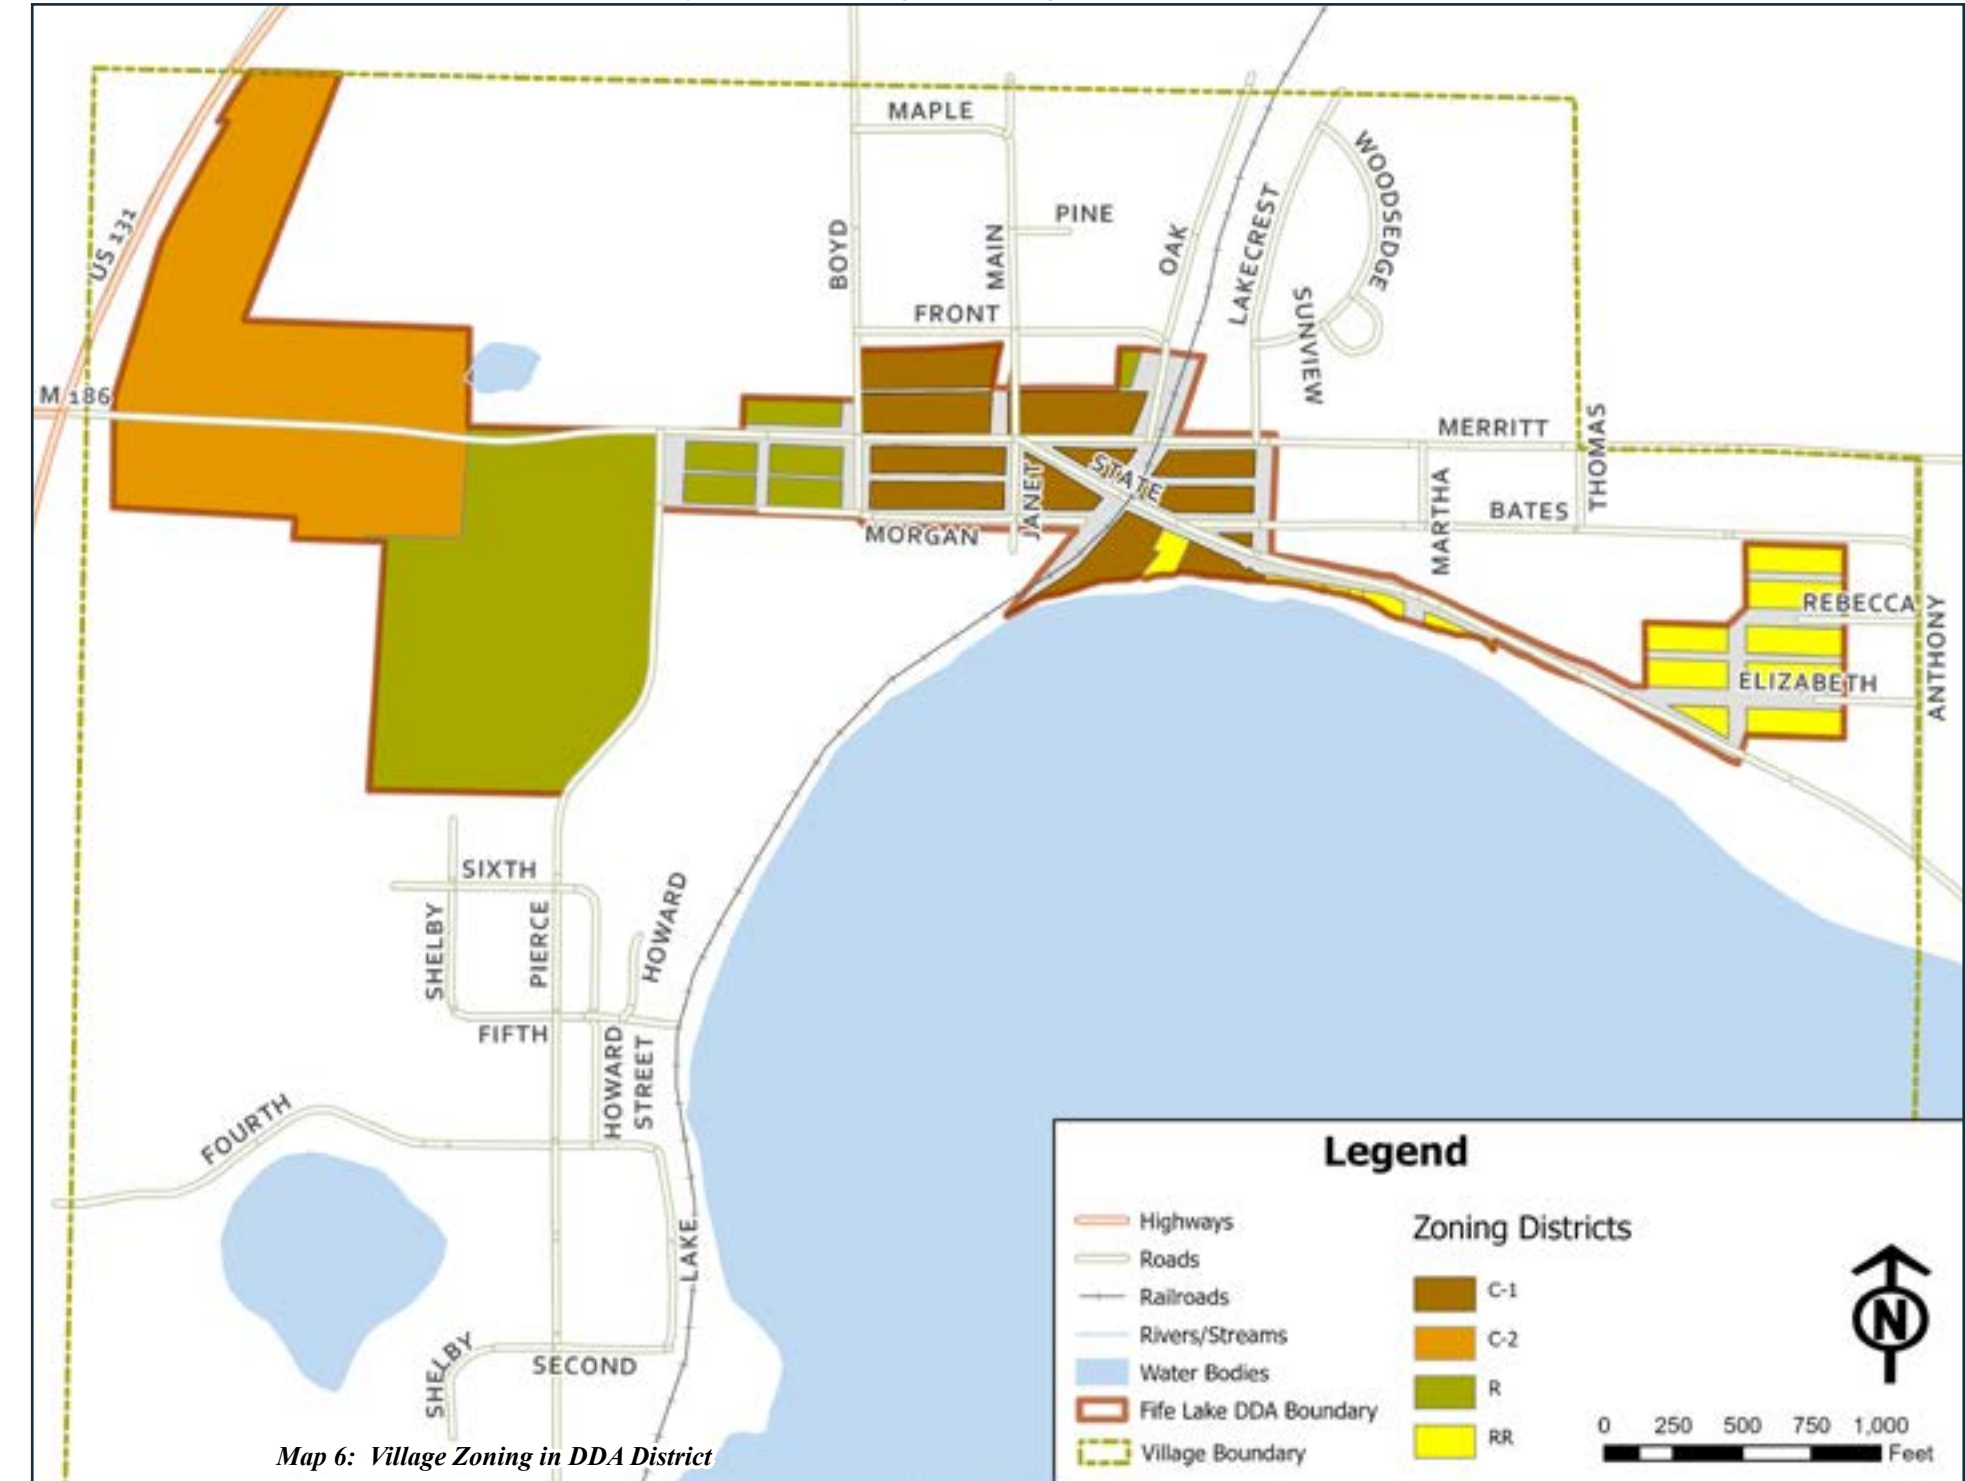 MAPLE
WOODSEDGE
PINE
US 131
BOYD
MAIN
OAK
LAKECREST
FRONT
SUNVIEW
M 186
MERRITT
THOMAS
STATE
JANET
MARTHA
BATES
MORGAN
REBECCA
ANTHONY
ELIZABETH
SIXTH
HOWARD
SHELBY
PIERCE
FIFTH
HOWARD
STREET
FOURTH
LAKE
SHELBY
SECOND
Map 6: Village Zoning in DDA District
Legend
Highways
Roads
Railroads
Rivers/Streams
Water Bodies
Fife Lake DDA Boundary
Village Boundary
Zoning Districts
C-1
C-2
R
RR
N
0 250 500 750 1,000
Feet